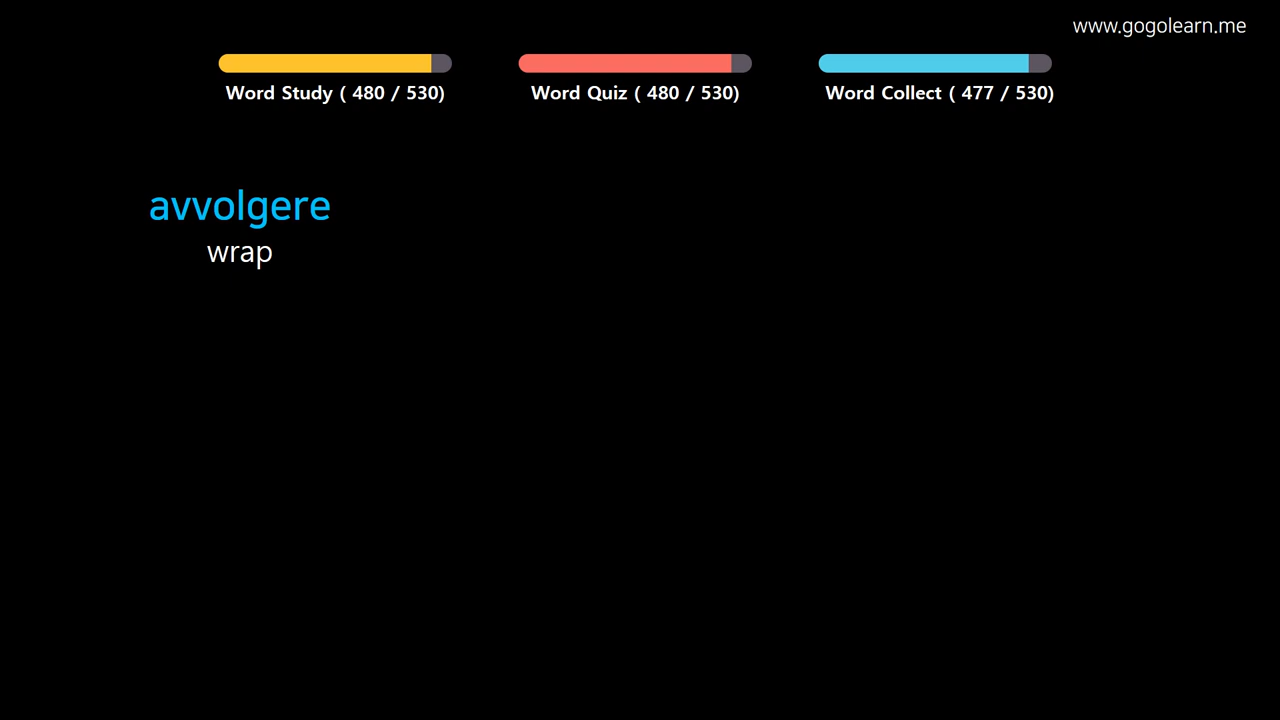 www.gogolearn.me
Word Study ( 480 / 530)
Word Quiz ( 480 / 530)
Word Collect ( 477 / 530)
avvolgere
wrap